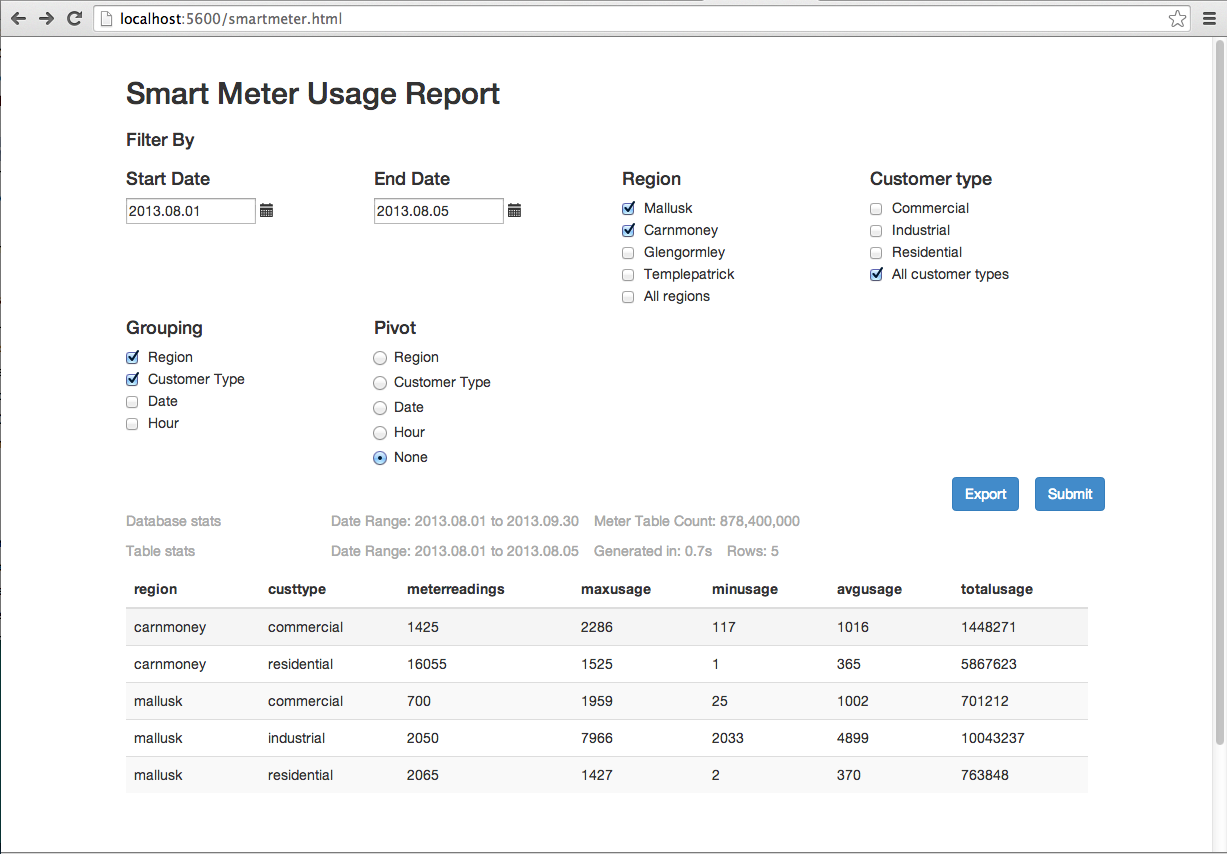 localhost:5600/smartmeter.html
Smart Meter Usage Report
Filter By
Start Date
2013.08.01
End Date
2013.08.05
Region
Mallusk
Carnmoney
Glengormley
Templepatrick
All regions
Customer type
Commercial
Industrial
Residential
All customer types
Grouping
Region
Customer Type
Date
Hour
Pivot
Region
Customer Type
Date
Hour
None
Export Submit
Database stats Date Range: 2013.08.01 to 2013.09.30 Meter Table Count: 878,400,000
Table stats Date Range: 2013.08.01 to 2013.08.05 Generated in: 0.7s Rows: 5
region custtype meterreadings maxusage minusage avgusage totalusage
carnmoney commercial 1425 2286 117 1016 1448271
carnmoney residential 16055 1525 1 365 5867623
mallusk commercial 700 1959 25 1002 701212
mallusk industrial 2050 7966 2033 4899 10043237
mallusk residential 2065 1427 2 370 763848